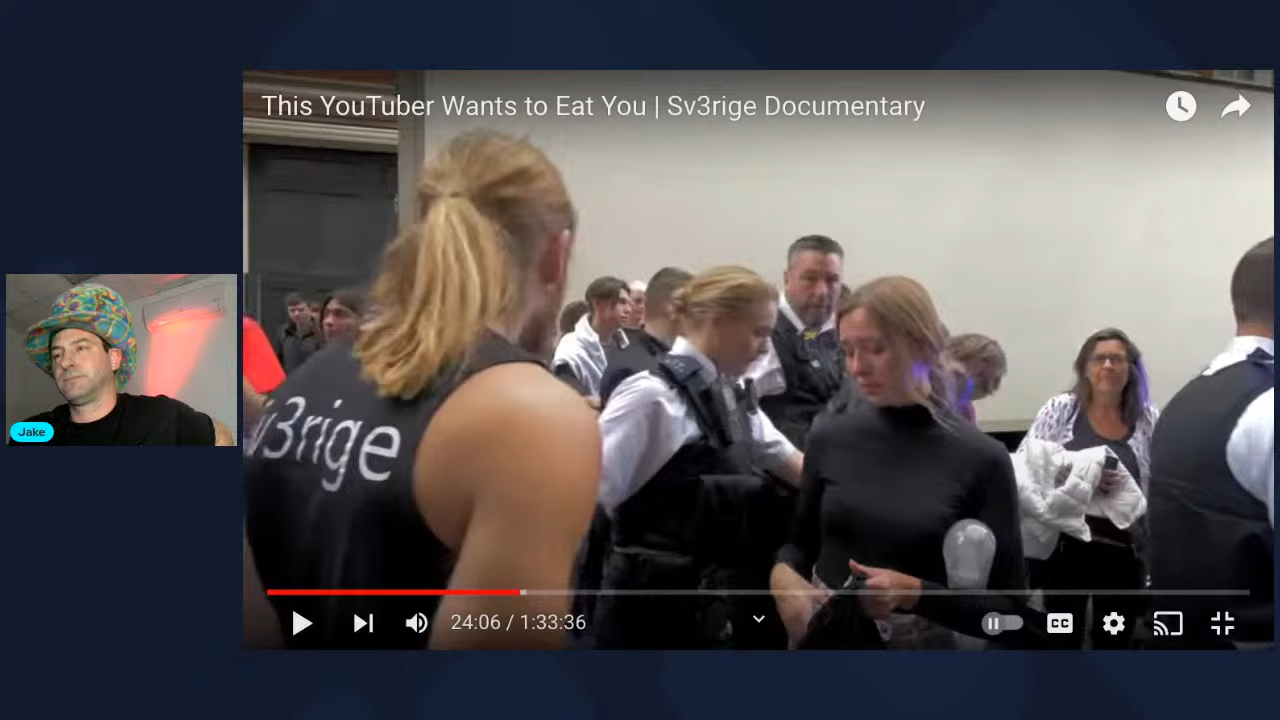 This YouTuber Wants to Eat You | Sv3rige Documentary
v3rige
Jake
24:06 / 1:33:36
CC